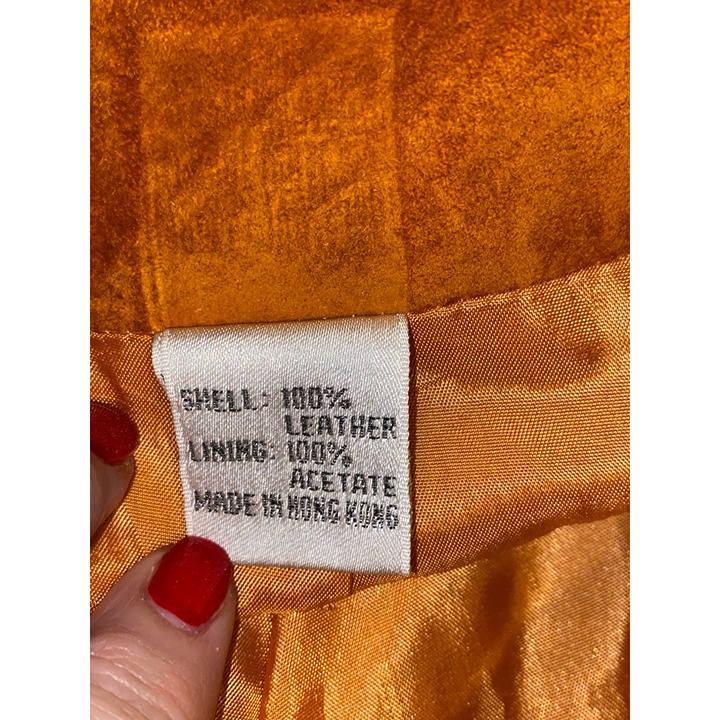 SHELL: 100%
LEATHER
LINING: 100%
ACETATE
MADE IN HONG KONG